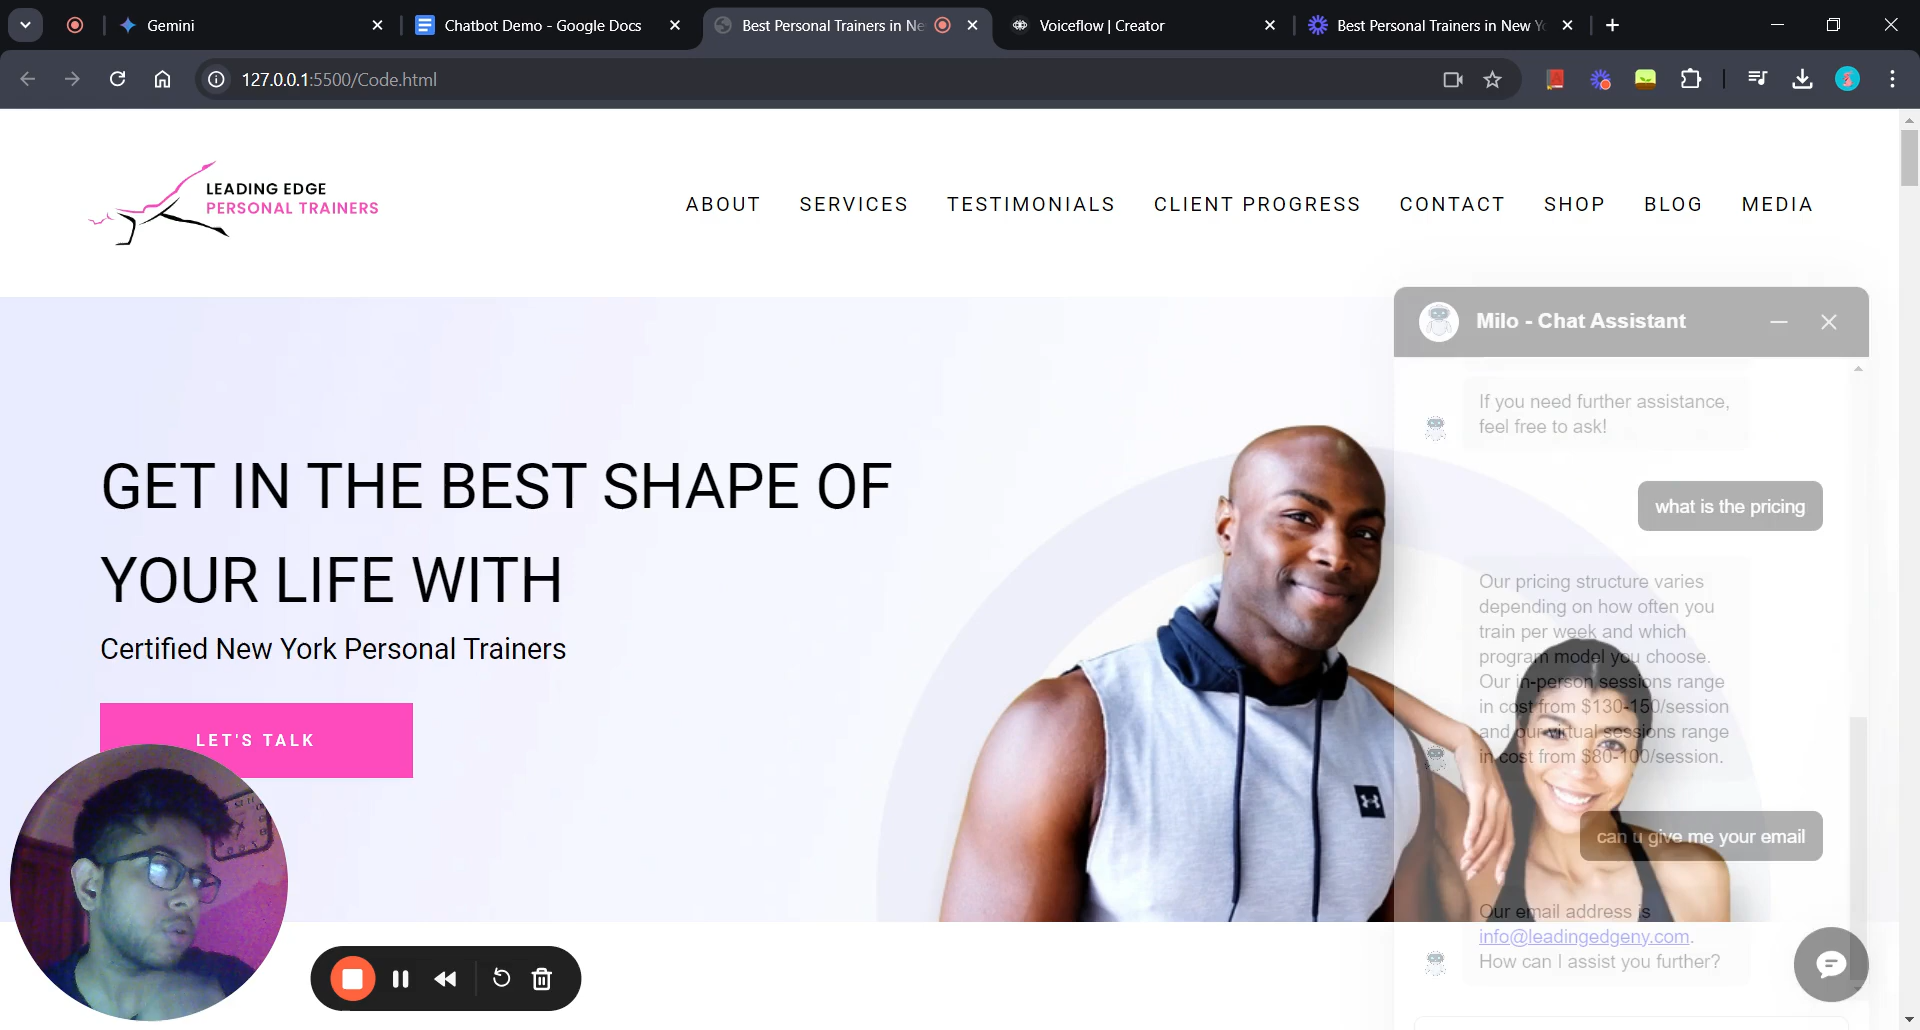 Gemini
Chatbot Demo - Google Docs
Best Personal Trainers in Ne
Voiceflow | Creator
Best Personal Trainers in New Yo
127.0.0.1:5500/Code.html
LEADING EDGE
PERSONAL TRAINERS
ABOUT
SERVICES
TESTIMONIALS
CLIENT PROGRESS
CONTACT
SHOP
BLOG
MEDIA
GET IN THE BEST SHAPE OF
YOUR LIFE WITH
Certified New York Personal Trainers
LET'S TALK
Milo - Chat Assistant
If you need further assistance,
feel free to ask!
what is the pricing
Our pricing structure varies
depending on how often you
train per week and which
program model you choose.
Our in-person sessions range
in cost from $130-150/session
and our virtual sessions range
in cost from $80-100/session.
can u give me your email
Our email address is
info@leadingedgeny.com.
How can I assist you further?